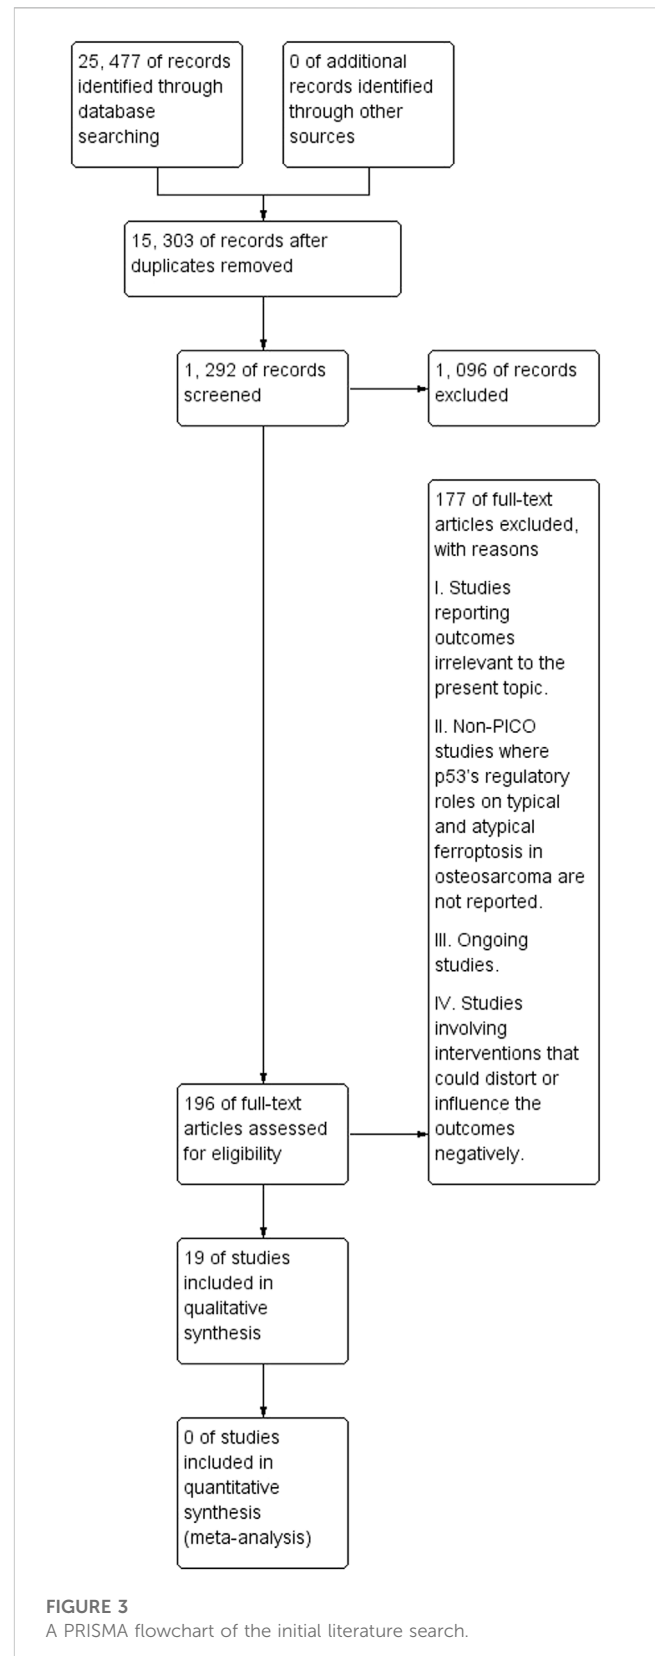 25, 477 of records
identified through
database
searching
0 of additional
records identified
through other
sources
15, 303 of records after
duplicates removed
1, 292 of records
screened
1, 096 of records
excluded
177 of full-text
articles excluded,
with reasons
I. Studies
reporting
outcomes
irrelevant to the
present topic.
II. Non-PICO
studies where
p53's regulatory
roles on typical
and atypical
ferroptosis in
osteosarcoma are
not reported.
III. Ongoing
studies.
IV. Studies
involving
interventions that
could distort or
influence the
outcomes
negatively.
196 of full-text
articles assessed
for eligibility
19 of studies
included in
qualitative
synthesis
0 of studies
included in
quantitative
synthesis
(meta-analysis)
FIGURE 3
A PRISMA flowchart of the initial literature search.